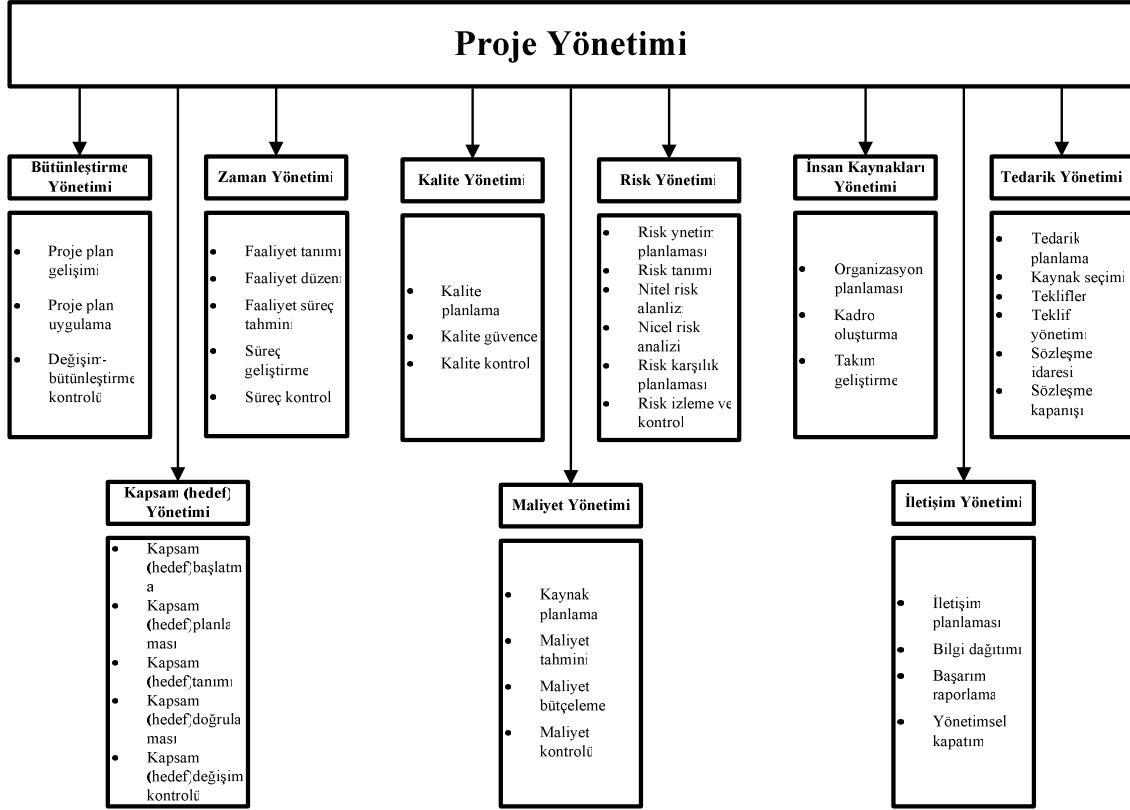 Proje Yönetimi
Bütünleştirme
Yönetimi
Proje plan
gelişimi
Proje plan
uygulama
Değişim-
bütünleştirme
kontrolü
Zaman Yönetimi
Faaliyet tanımı
Faaliyet düzeni
Faaliyet süreç
tahmini
Süreç
geliştirme
Süreç kontrol
Kalite Yönetimi
Kalite
planlama
Kalite güvence
Kalite kontrol
Risk Yönetimi
Risk ynetim
planlaması
Risk tanımı
Nitel risk
alanlizi
Nicel risk
analizi
Risk karşılık
planlaması
Risk izleme ve
kontrol
İnsan Kaynakları
Yönetimi
Organizasyon
planlaması
Kadro
oluşturma
Takım
geliştirme
Tedarik Yönetimi
Tedarik
planlama
Kaynak seçimi
Teklifler
Teklif
yönetimi
Sözleşme
idaresi
Sözleşme
kapanışı
Kapsam (hedef)
Yönetimi
Kapsam
(hedef)başlatm
a
Kapsam
(hedef)planla
ması
Kapsam
(hedef)tanımı
Kapsam
(hedef)doğrula
ması
Kapsam
(hedef)değişim
kontrolü
Maliyet Yönetimi
Kaynak
planlama
Maliyet
tahmini
Maliyet
bütçeleme
Maliyet
kontrolü
İletişim Yönetimi
İletişim
planlaması
Bilgi dağıtımı
Başarım
raporlama
Yönetimsel
kapatım